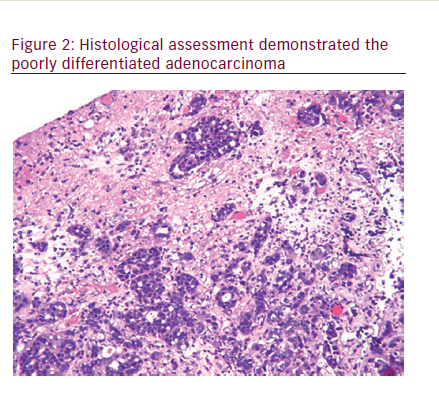 Figure 2: Histological assessment demonstrated the
poorly differentiated adenocarcinoma